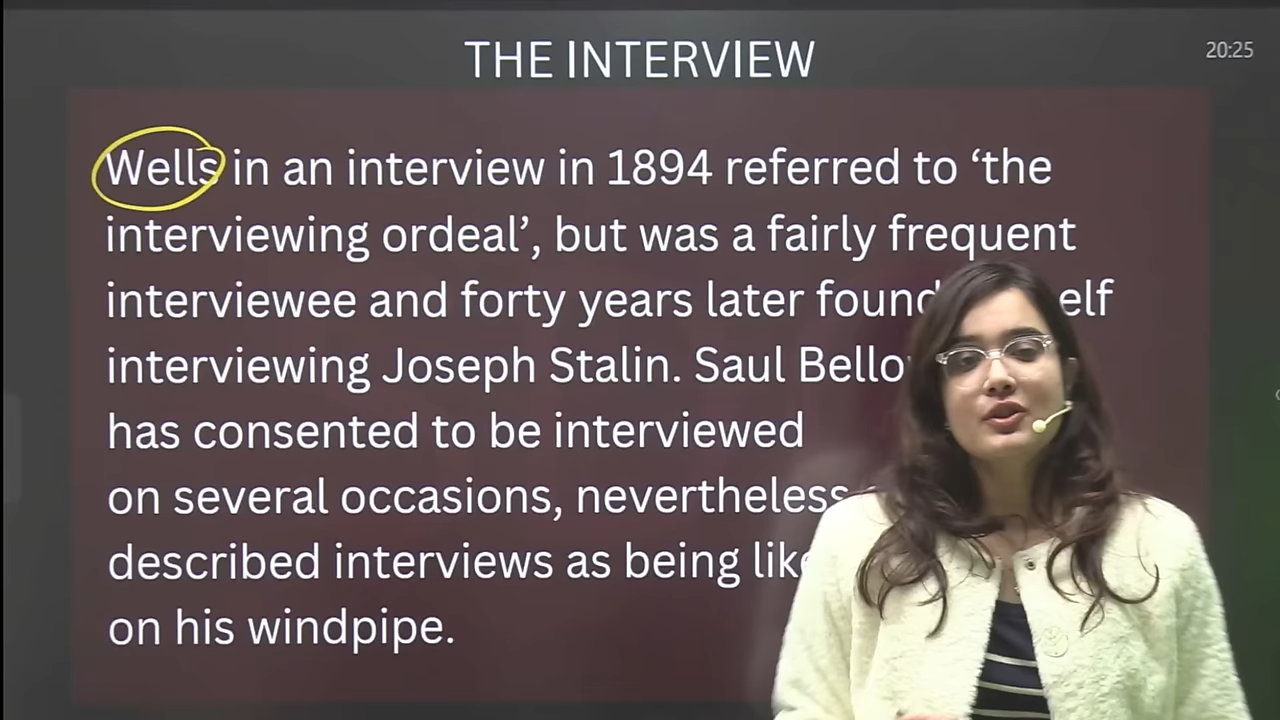 THE INTERVIEW
20:25
Wells in an interview in 1894 referred to ‘the
interviewing ordeal’, but was a fairly frequent
interviewee and forty years later found
interviewing Joseph Stalin. Saul
has consented to be interviewed
on several occasions, nevertheless
described interviews as being
on his windpipe.